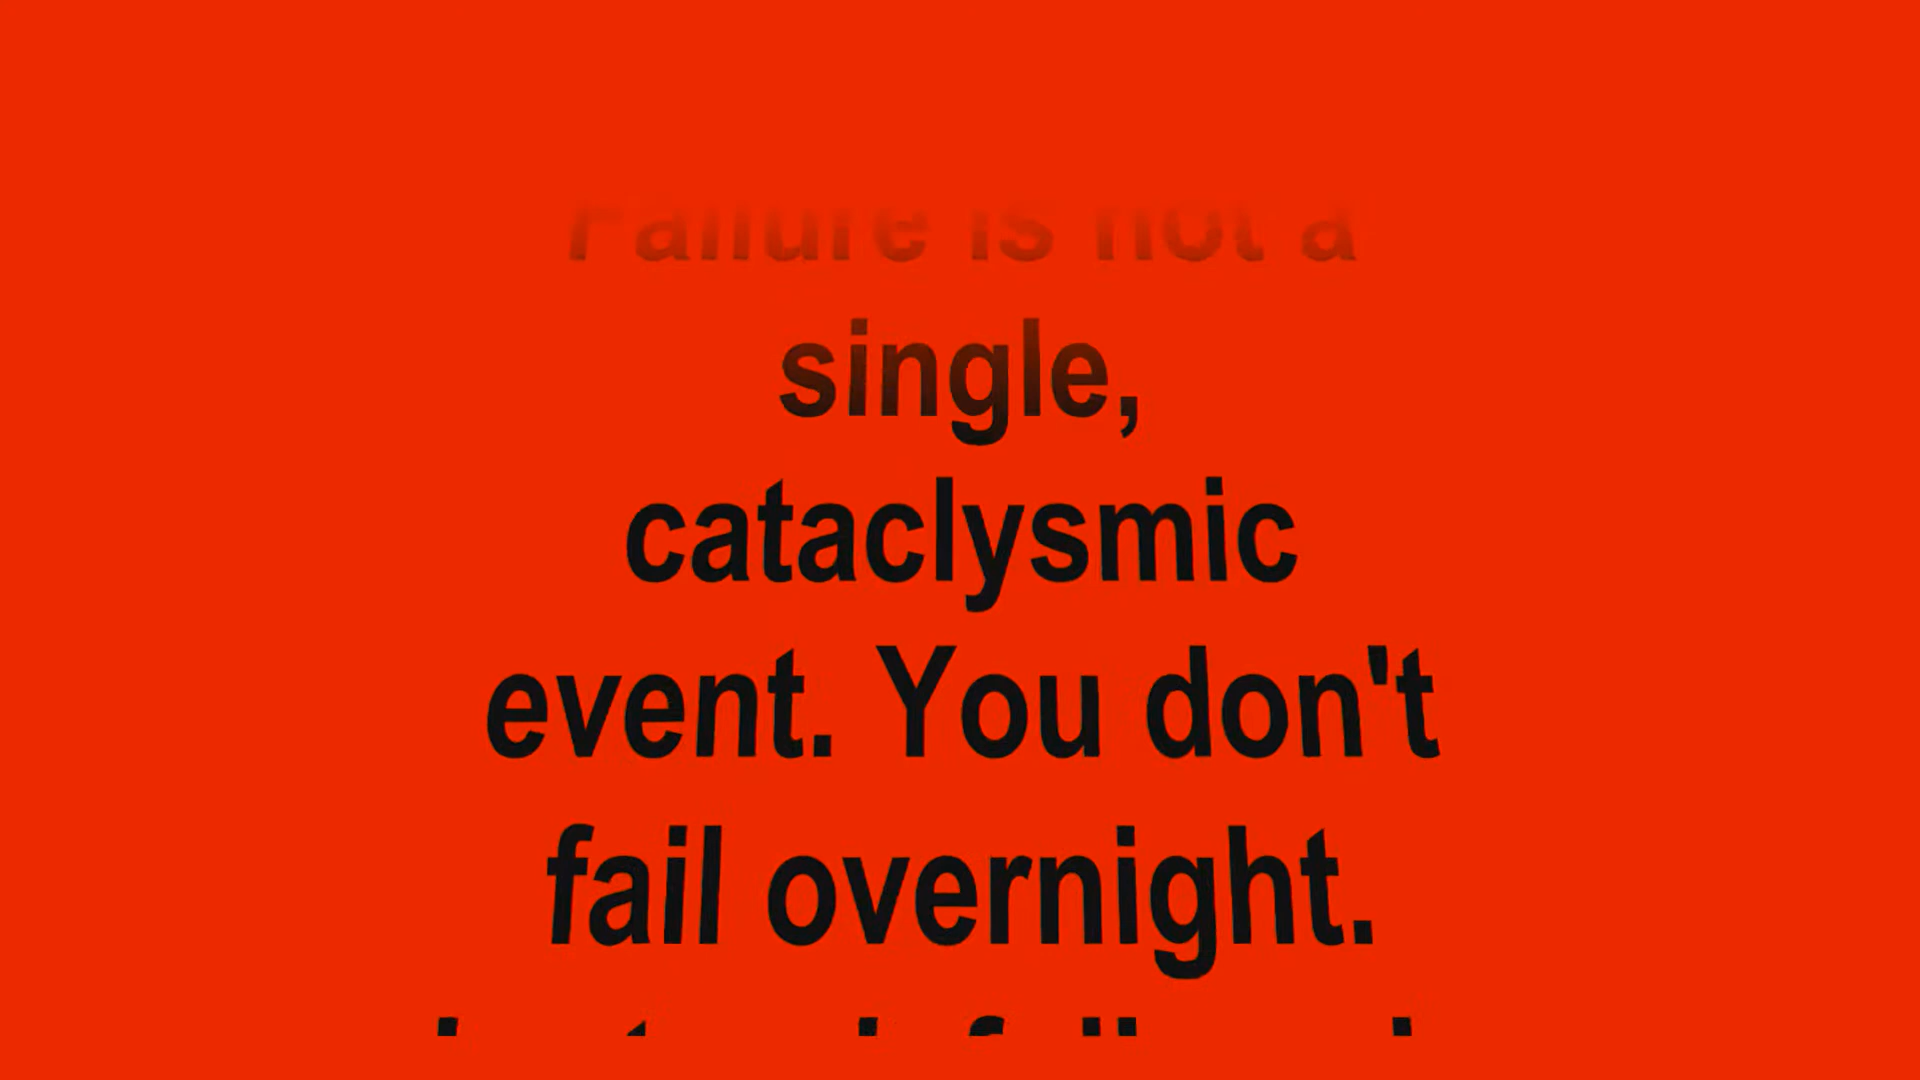 Failure is not a
single,
cataclysmic
event. You don't
fail overnight.